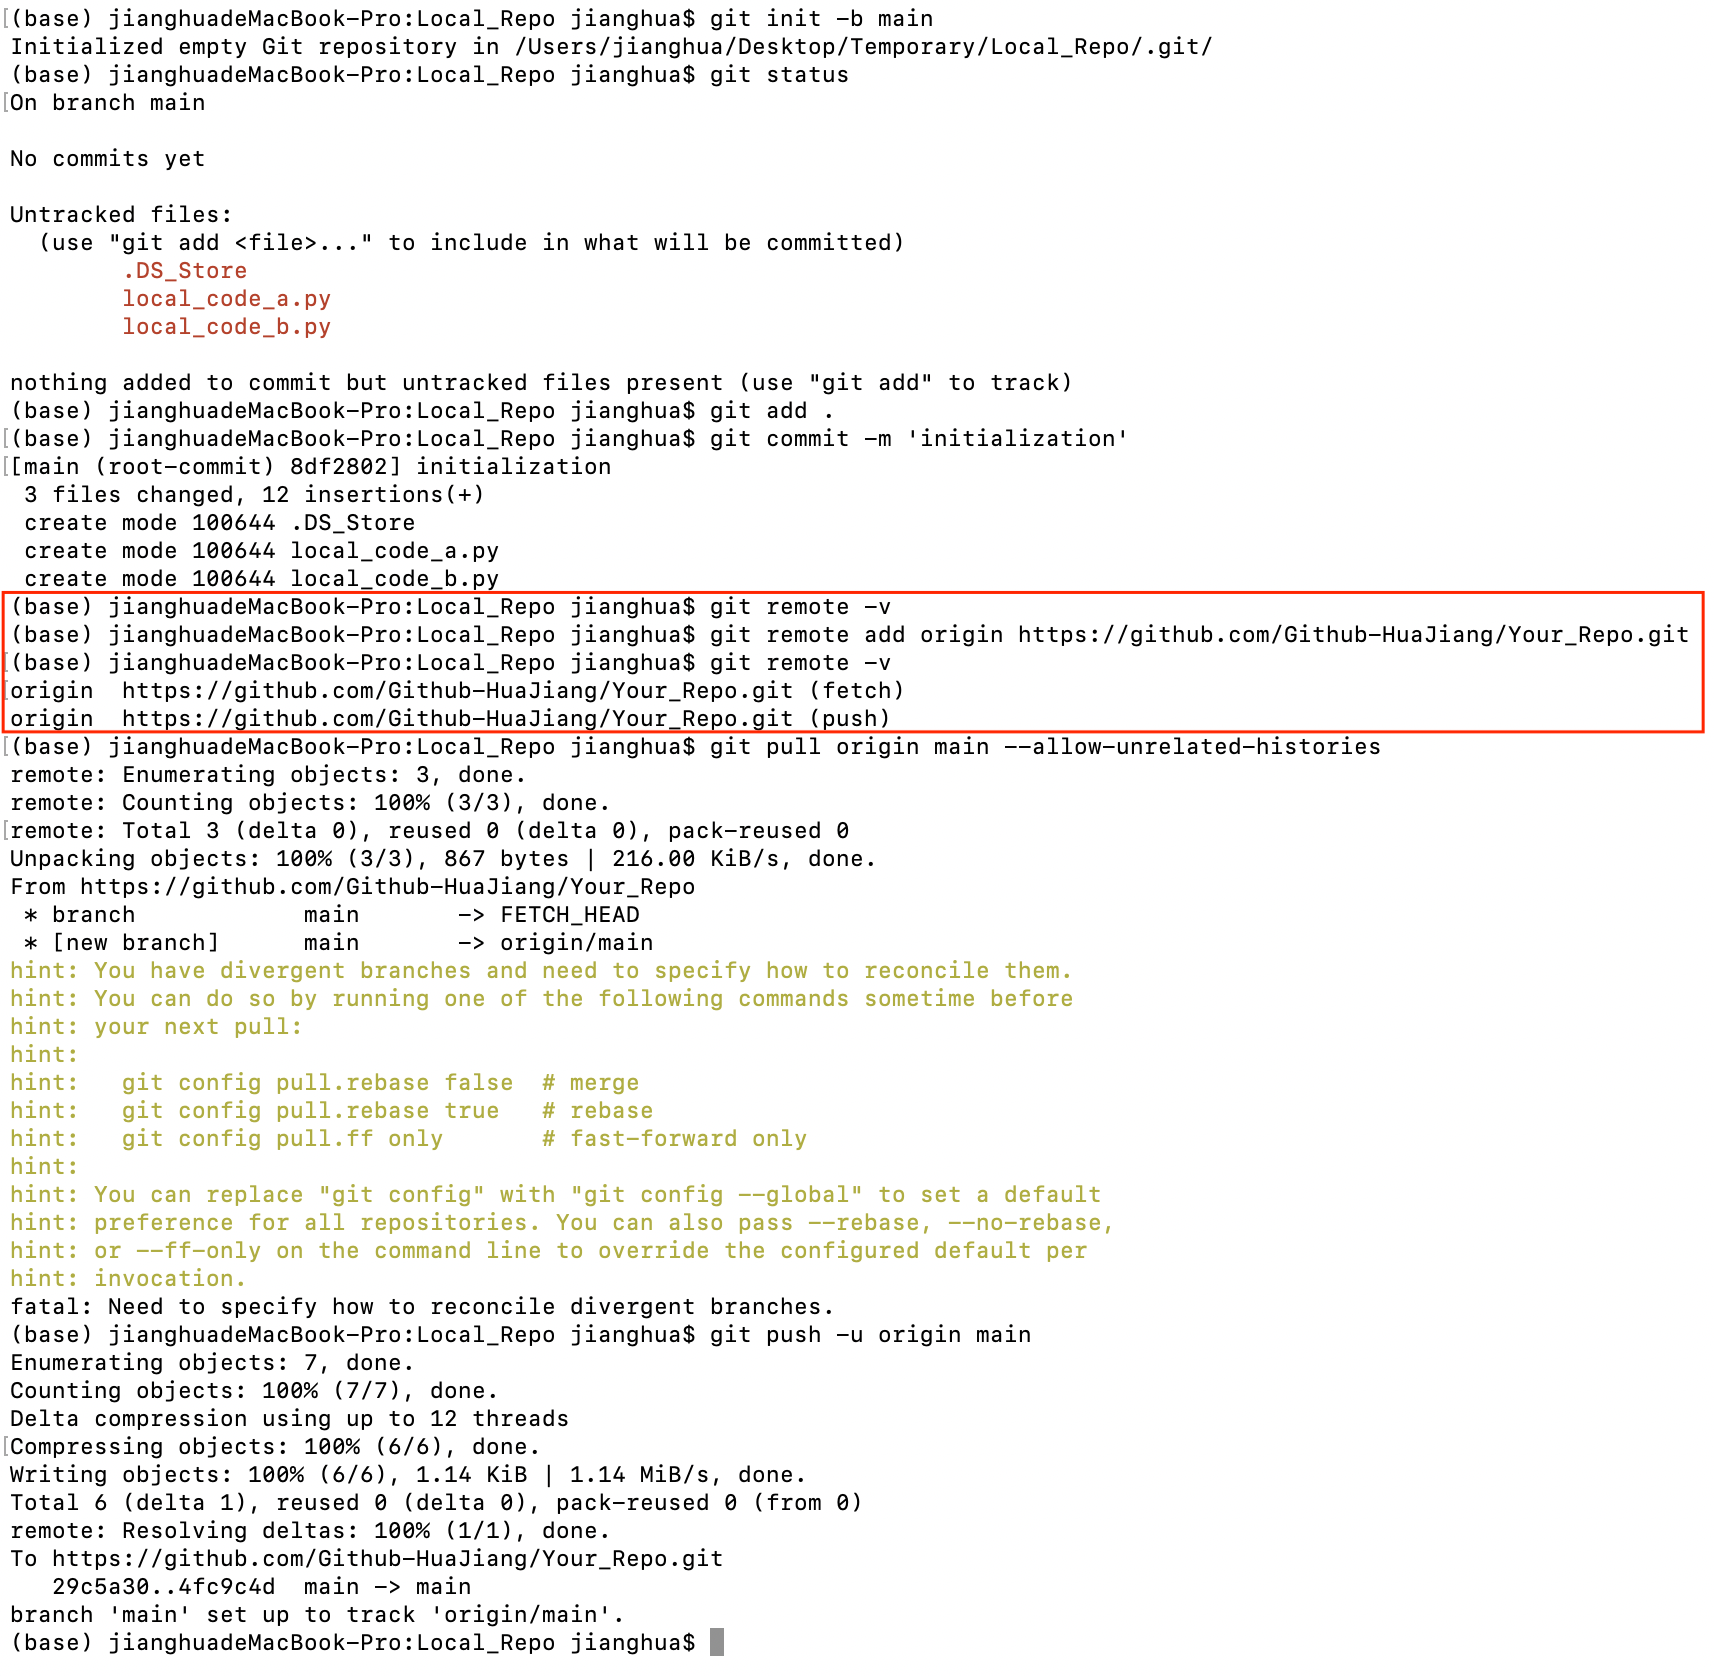 (base) jianghuadeMacBook-Pro:Local_Repo jianghua$ git init -b main
Initialized empty Git repository in /Users/jianghua/Desktop/Temporary/Local_Repo/.git/
(base) jianghuadeMacBook-Pro:Local_Repo jianghua$ git status
On branch main

No commits yet

Untracked files:
  (use "git add <file>..." to include in what will be committed)
        .DS_Store
        local_code_a.py
        local_code_b.py

nothing added to commit but untracked files present (use "git add" to track)
(base) jianghuadeMacBook-Pro:Local_Repo jianghua$ git add .
(base) jianghuadeMacBook-Pro:Local_Repo jianghua$ git commit -m 'initialization'
[main (root-commit) 8df2802] initialization
 3 files changed, 12 insertions(+)
 create mode 100644 .DS_Store
 create mode 100644 local_code_a.py
 create mode 100644 local_code_b.py
(base) jianghuadeMacBook-Pro:Local_Repo jianghua$ git remote -v
(base) jianghuadeMacBook-Pro:Local_Repo jianghua$ git remote add origin https://github.com/Github-HuaJiang/Your_Repo.git
(base) jianghuadeMacBook-Pro:Local_Repo jianghua$ git remote -v
origin  https://github.com/Github-HuaJiang/Your_Repo.git (fetch)
origin  https://github.com/Github-HuaJiang/Your_Repo.git (push)
(base) jianghuadeMacBook-Pro:Local_Repo jianghua$ git pull origin main --allow-unrelated-histories
remote: Enumerating objects: 3, done.
remote: Counting objects: 100% (3/3), done.
remote: Total 3 (delta 0), reused 0 (delta 0), pack-reused 0
Unpacking objects: 100% (3/3), 867 bytes | 216.00 KiB/s, done.
From https://github.com/Github-HuaJiang/Your_Repo
 * branch            main       -> FETCH_HEAD
 * [new branch]      main       -> origin/main
hint: You have divergent branches and need to specify how to reconcile them.
hint: You can do so by running one of the following commands sometime before
hint: your next pull:
hint:
hint:   git config pull.rebase false  # merge
hint:   git config pull.rebase true   # rebase
hint:   git config pull.ff only       # fast-forward only
hint:
hint: You can replace "git config" with "git config --global" to set a default
hint: preference for all repositories. You can also pass --rebase, --no-rebase,
hint: or --ff-only on the command line to override the configured default per
hint: invocation.
fatal: Need to specify how to reconcile divergent branches.
(base) jianghuadeMacBook-Pro:Local_Repo jianghua$ git push -u origin main
Enumerating objects: 7, done.
Counting objects: 100% (7/7), done.
Delta compression using up to 12 threads
Compressing objects: 100% (6/6), done.
Writing objects: 100% (6/6), 1.14 KiB | 1.14 MiB/s, done.
Total 6 (delta 1), reused 0 (delta 0), pack-reused 0 (from 0)
remote: Resolving deltas: 100% (1/1), done.
To https://github.com/Github-HuaJiang/Your_Repo.git
   29c5a30..4fc9c4d  main -> main
branch 'main' set up to track 'origin/main'.
(base) jianghuadeMacBook-Pro:Local_Repo jianghua$